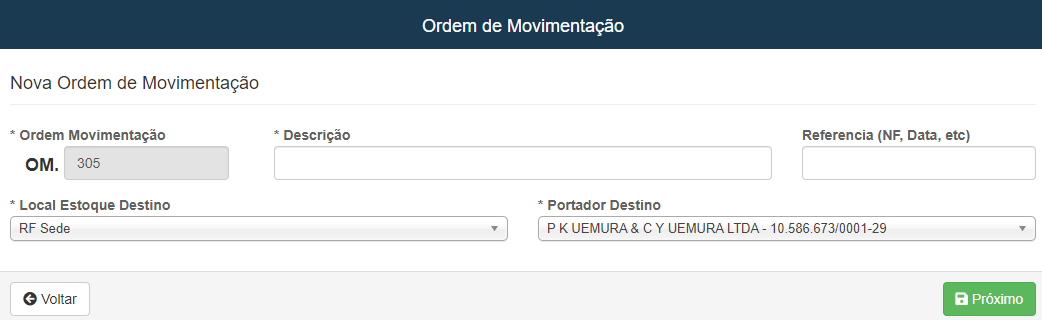 Ordem de Movimentação
Nova Ordem de Movimentação
* Ordem Movimentação
* Descrição
Referencia (NF, Data, etc)
OM. 305
* Local Estoque Destino
* Portador Destino
RF Sede
P K UEMURA & C Y UEMURA LTDA - 10.586.673/0001-29
Voltar
Próximo